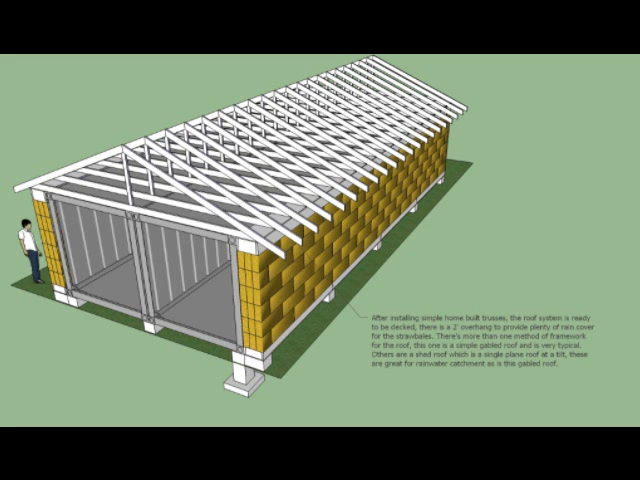 After installing simple home built trusses, the roof system is ready
to be decked, there is a 2' overhang to provide plenty of rain cover
for the strawbales. There's more than one method of framework
for the roof, this one is a simple gabled roof and is very typical.
Others are a shed roof which is a single plane roof at a tilt, these
are great for rainwater catchment as is this gabled roof.